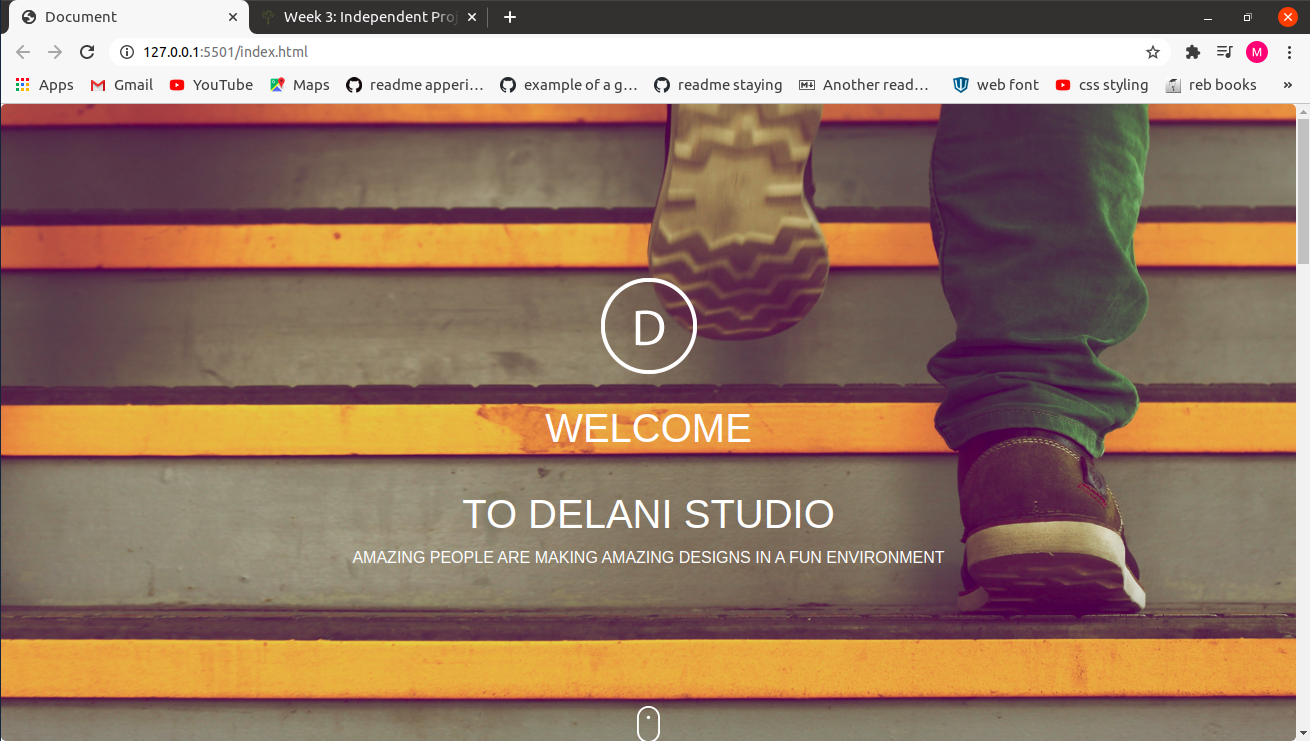 Document
Week 3: Independent Proj
127.0.0.1:5501/index.html
M
Apps
Gmail
YouTube
Maps
readme apperi…
example of a g…
readme staying
Another read…
web font
css styling
reb books
»
D
WELCOME
TO DELANI STUDIO
AMAZING PEOPLE ARE MAKING AMAZING DESIGNS IN A FUN ENVIRONMENT